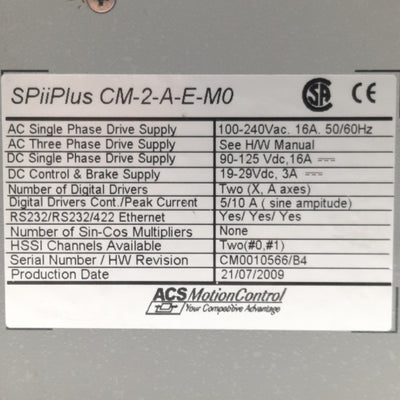 SPiiPlus CM-2-A-E-M0
SA
CE
AC Single Phase Drive Supply 100-240Vac. 16A. 50/60Hz
AC Three Phase Drive Supply See H/W Manual
DC Single Phase Drive Supply 90-125 Vdc,16A
DC Control & Brake Supply 19-29Vdc, 3A
Number of Digital Drivers Two (X, A axes)
Digital Drivers Cont./Peak Current 5/10 A ( sine amplitude)
RS232/RS232/422 Ethernet Yes/ Yes/ Yes
Number of Sin-Cos Multipliers None
HSSI Channels Available Two(#0,#1)
Serial Number / HW Revision CM0010566/B4
Production Date 21/07/2009
ACS MotionControl
Your Competitive Advantage